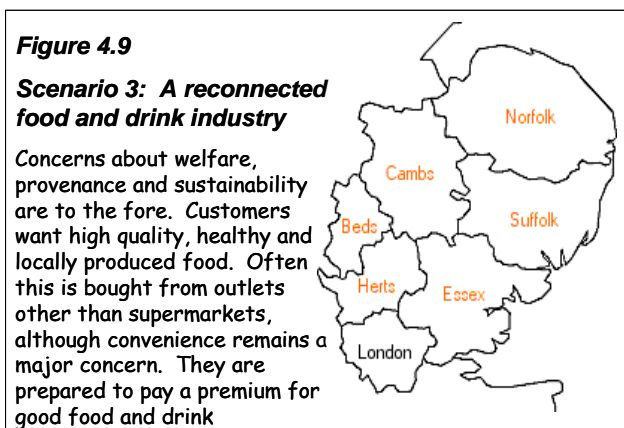 Figure 4.9
Scenario 3: A reconnected
food and drink industry
Concerns about welfare,
provenance and sustainability
are to the fore. Customers
want high quality, healthy and
locally produced food. Often
this is bought from outlets
other than supermarkets,
although convenience remains a
major concern. They are
prepared to pay a premium for
good food and drink
Norfolk
Cambs
Suffolk
Beds
Herts
Essex
London